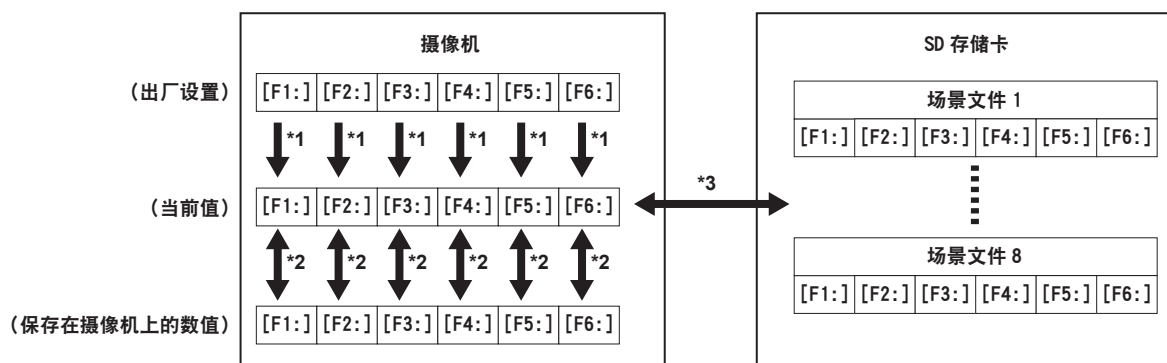 摄像机
SD 存储卡
(出厂设置) [F1:] [F2:] [F3:] [F4:] [F5:] [F6:]
场景文件 1
[F1:] [F2:] [F3:] [F4:] [F5:] [F6:]
*1 *1 *1 *1 *1 *1
(当前值) [F1:] [F2:] [F3:] [F4:] [F5:] [F6:]
*3
*2 *2 *2 *2 *2 *2
场景文件 8
[F1:] [F2:] [F3:] [F4:] [F5:] [F6:]
(保存在摄像机上的数值) [F1:] [F2:] [F3:] [F4:] [F5:] [F6:]